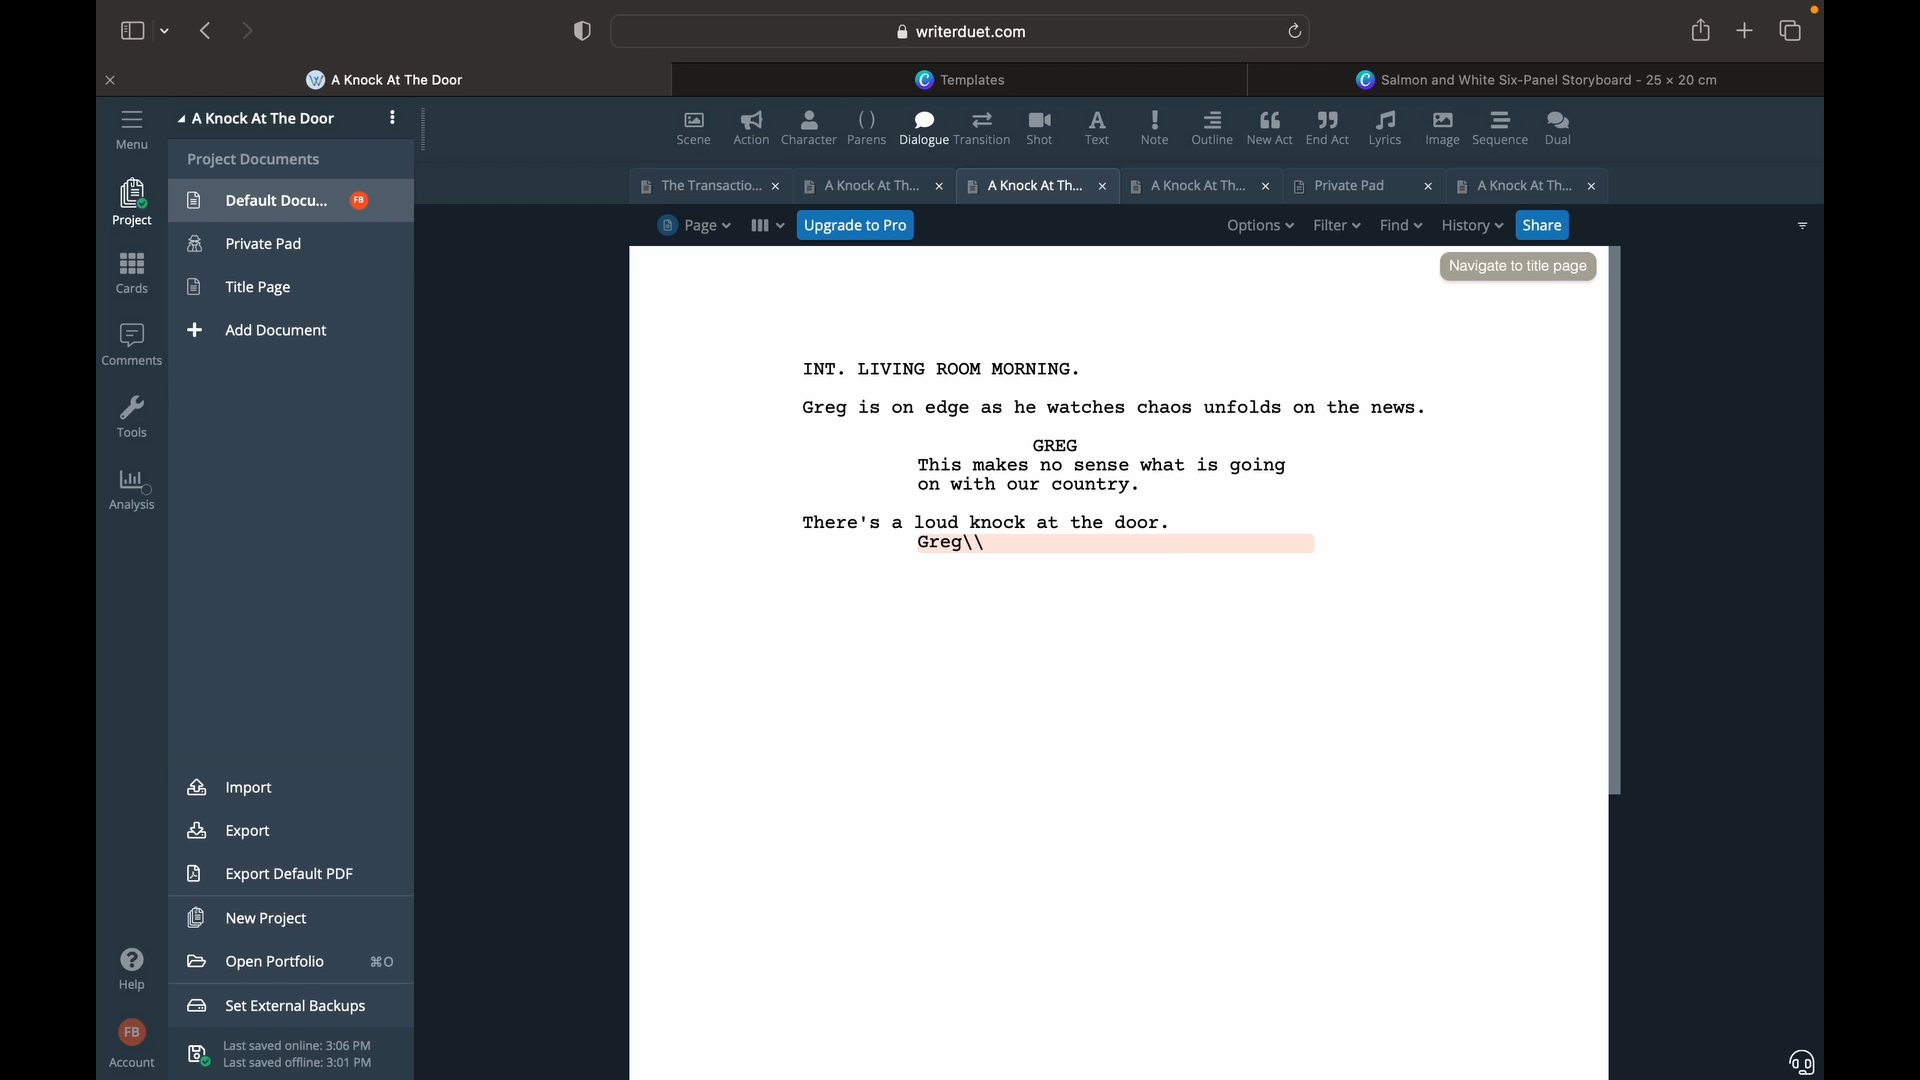 writerduet.com
A Knock At The Door
Templates
Salmon and White Six-Panel Storyboard - 25 × 20 cm
Menu
A Knock At The Door
Scene
Action
Character
Parens
Dialogue
Transition
Shot
Text
Note
Outline
New Act
End Act
Lyrics
Image
Sequence
Dual
Project Documents
Project
Default Docu...
FB
Private Pad
Title Page
Add Document
Cards
Comments
Tools
Analysis
The Transactio...
A Knock At Th...
A Knock At Th...
A Knock At Th...
Private Pad
A Knock At Th...
Page
Upgrade to Pro
Options
Filter
Find
History
Share
Navigate to title page
INT. LIVING ROOM MORNING.
Greg is on edge as he watches chaos unfolds on the news.
GREG
This makes no sense what is going
on with our country.
There's a loud knock at the door.
Greg\\
Import
Export
Export Default PDF
New Project
Open Portfolio ⌘O
Set External Backups
Last saved online: 3:06 PM
Last saved offline: 3:01 PM
Help
FB
Account